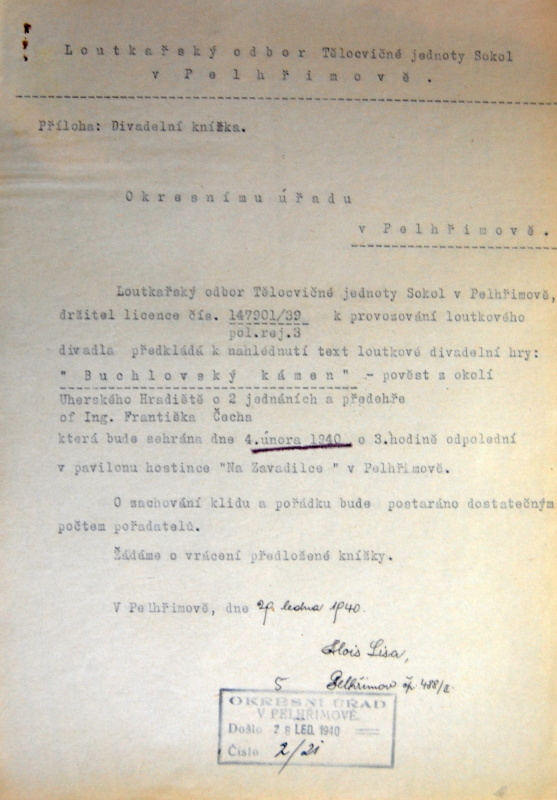 Loutkařský odbor Tělocvičné jednoty Sokol
v Pelhřimově.
Příloha: Divadelní knížka.
Okresnímu úřadu
v Pelhřimově.
Loutkařský odbor Tělocvičné jednoty Sokol v Pelhřimově,
držitel licence čís. 147901/39 k provozování loutkového
pol.rej.3
divadla předkládá k nahlédnutí text loutkové divadelní hry:
" Buchlovský kámen" - pověst z okolí
Uherského Hradiště o 2 jednáních a předehře
of Ing. Františka Čecha
která bude sehrána dne 4.února 1940 o 3.hodině odpolední
v pavilonu hostince "Na Zavadilce " v Pelhřimově.
O zachování klidu a pořádku bude postaráno dostatečným
počtem pořadatelů.
Žádáme o vrácení předložené knížky.
V Pelhřimově, dne ledna 1940.
Alois Lisa,
Pelhřimov čp. 488/II.
5
OKRESNÍ ÚŘAD
V PELHŘIMOVĚ.
Došlo 28 LED. 1940
Číslo 2/21